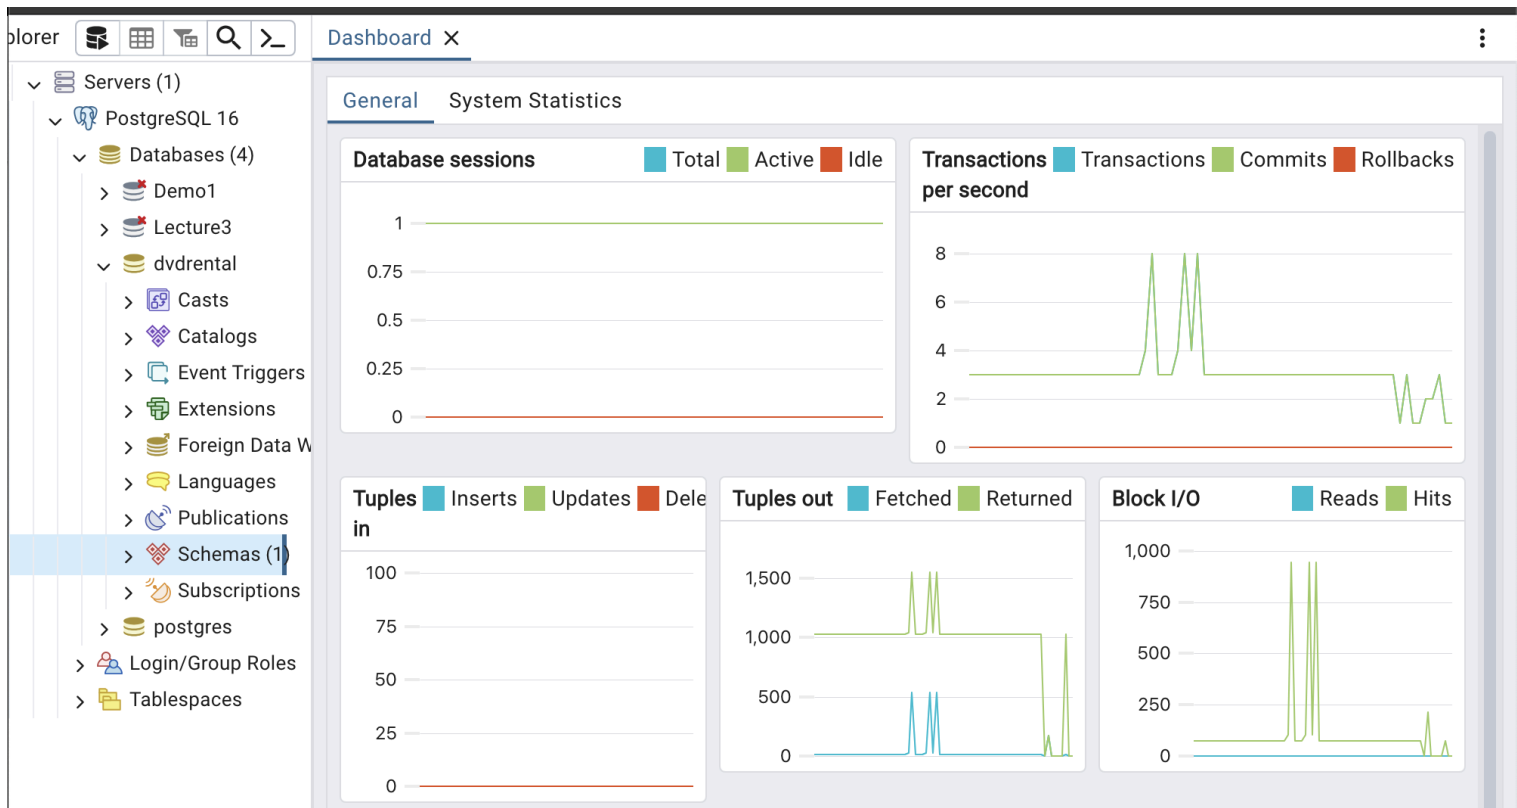 plorer
Dashboard
Servers (1)
PostgreSQL 16
Databases (4)
Demo1
Lecture3
dvdrental
Casts
Catalogs
Event Triggers
Extensions
Foreign Data W
Languages
Publications
Schemas (1)
Subscriptions
postgres
Login/Group Roles
Tablespaces
General System Statistics
Database sessions Total Active Idle
1
0.75
0.5
0.25
0
Transactions per second Transactions Commits Rollbacks
8
6
4
2
0
Tuples in Inserts Updates Dele
100
75
50
25
0
Tuples out Fetched Returned
1,500
1,000
500
0
Block I/O Reads Hits
1,000
750
500
250
0